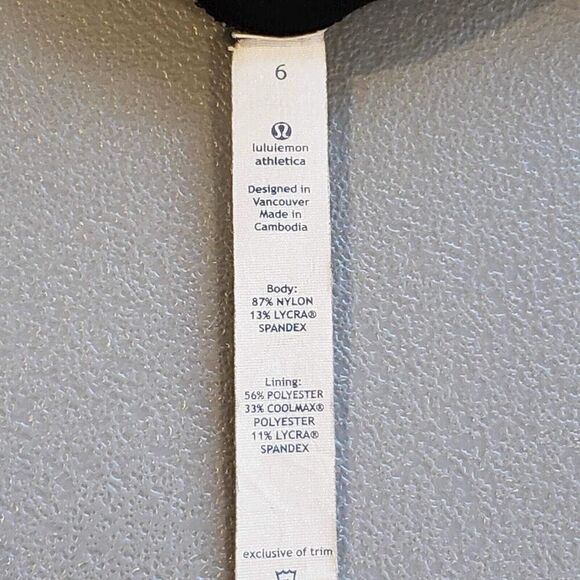 6
lululemon
athletica
Designed in
Vancouver
Made in
Cambodia
Body:
87% NYLON
13% LYCRA®
SPANDEX
Lining:
56% POLYESTER
33% COOLMAX®
POLYESTER
11% LYCRA®
SPANDEX
exclusive of trim